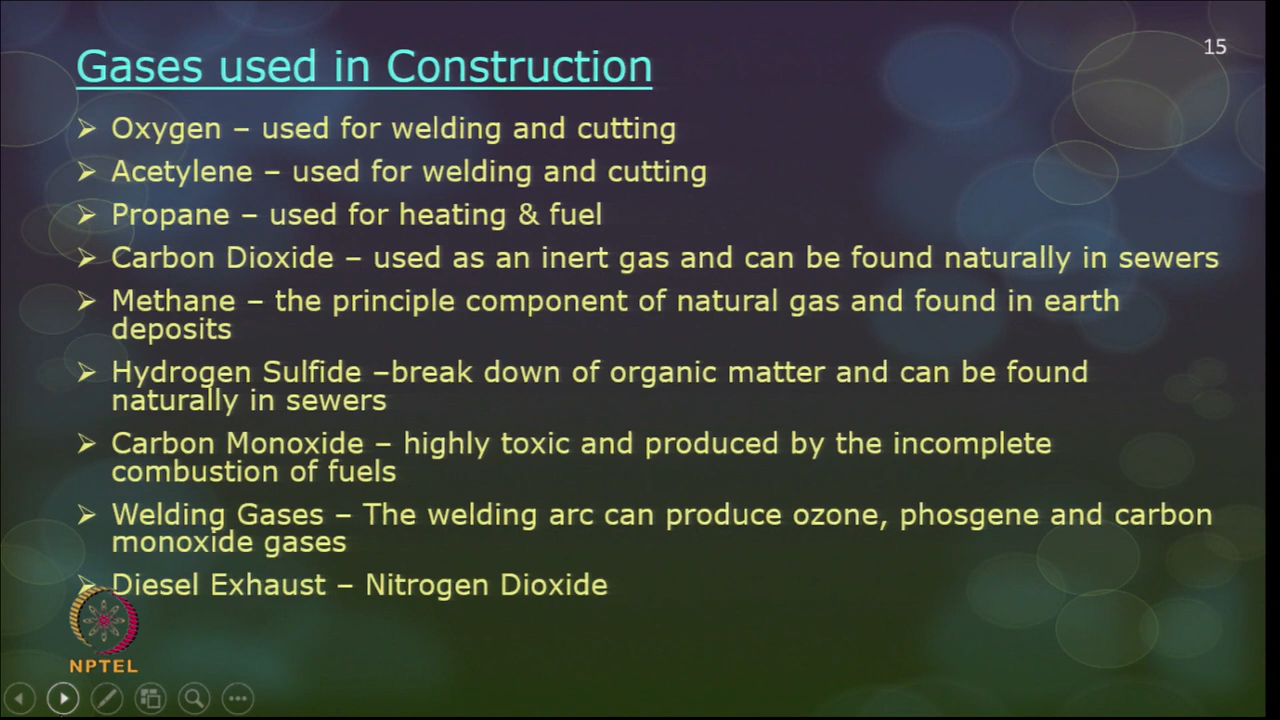 15
Gases used in Construction
➢ Oxygen – used for welding and cutting
➢ Acetylene – used for welding and cutting
➢ Propane – used for heating & fuel
➢ Carbon Dioxide – used as an inert gas and can be found naturally in sewers
➢ Methane – the principle component of natural gas and found in earth
deposits
➢ Hydrogen Sulfide –break down of organic matter and can be found
naturally in sewers
➢ Carbon Monoxide – highly toxic and produced by the incomplete
combustion of fuels
➢ Welding Gases – The welding arc can produce ozone, phosgene and carbon
monoxide gases
➢ Diesel Exhaust – Nitrogen Dioxide
NPTEL